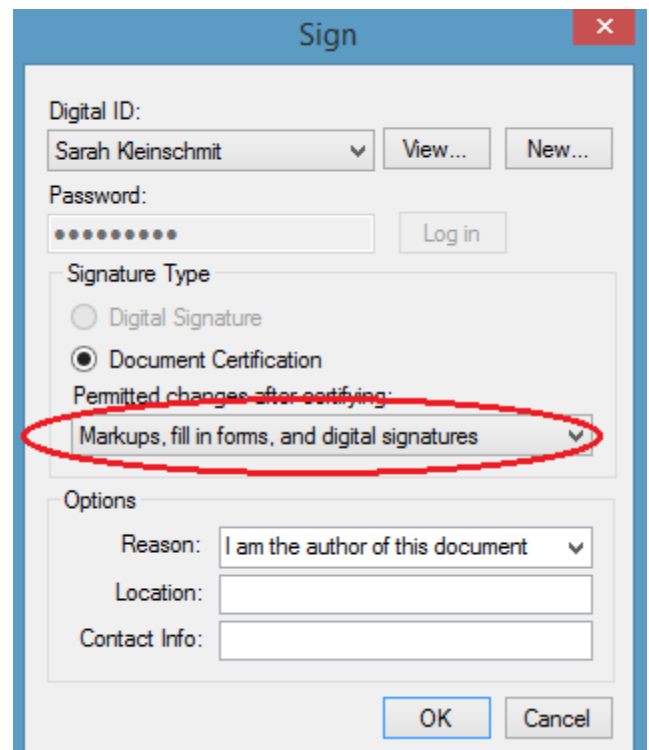 Sign
Digital ID:
Sarah Kleinschmit
View...
New...
Password:
Log in
Signature Type
Digital Signature
Document Certification
Permitted changes after certifying:
Markups, fill in forms, and digital signatures
Options
Reason:
I am the author of this document
Location:
Contact Info:
OK
Cancel